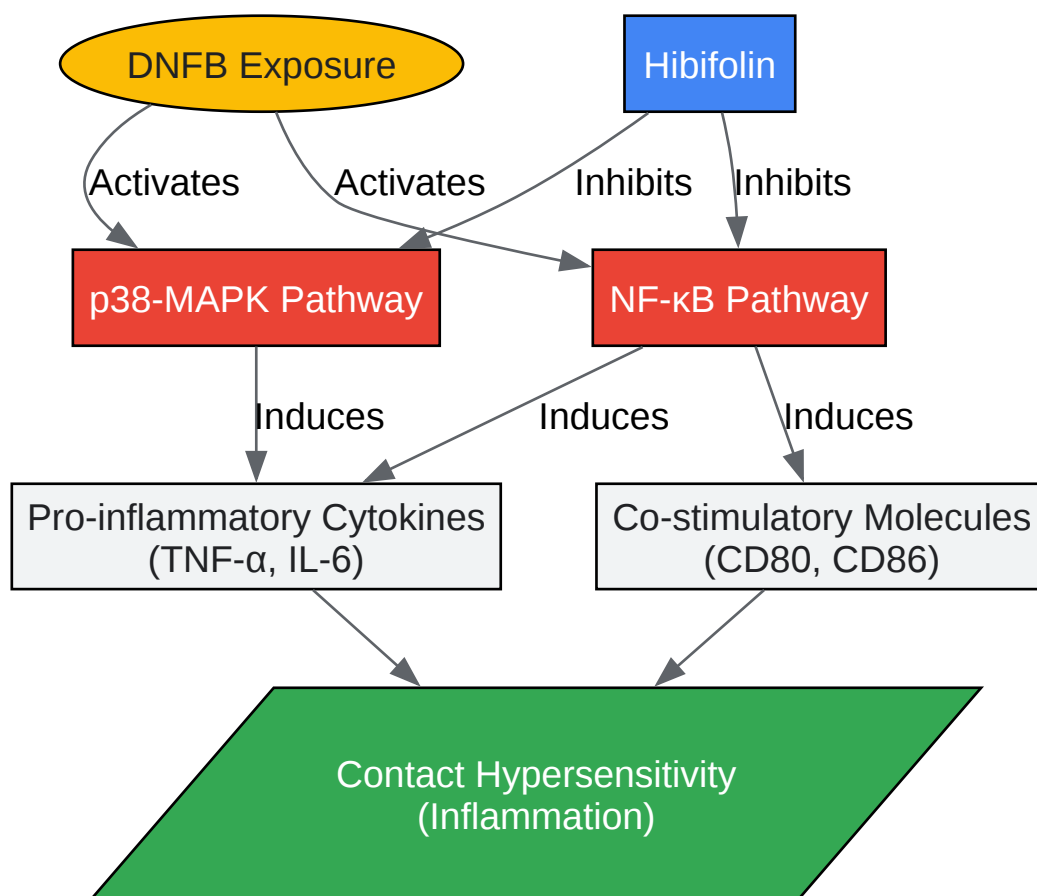 DNFB Exposure
Hibifolin
Activates
Activates
Inhibits
Inhibits
p38-MAPK Pathway
NF-κB Pathway
Induces
Induces
Induces
Pro-inflammatory Cytokines
(TNF-α, IL-6)
Co-stimulatory Molecules
(CD80, CD86)
Contact Hypersensitivity
(Inflammation)